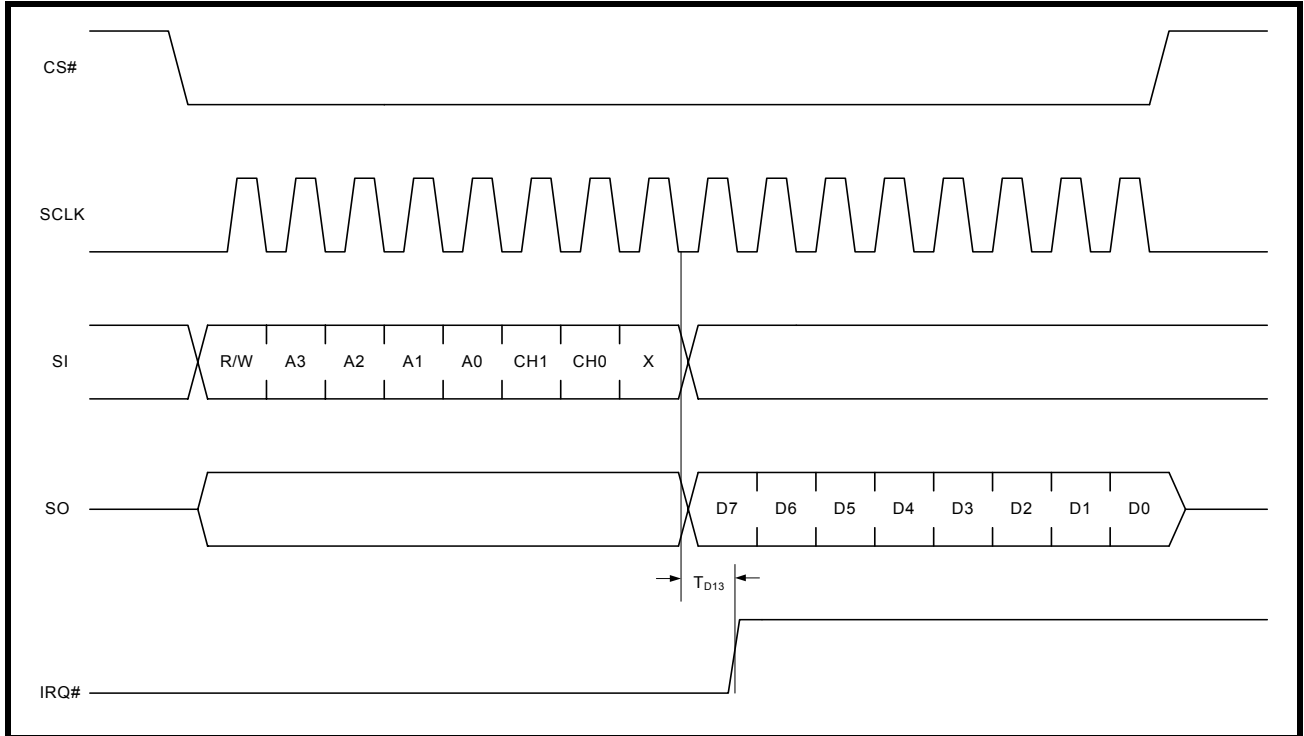 CS#
SCLK
SI
R/W A3 A2 A1 A0 CH1 CH0 X
SO
D7 D6 D5 D4 D3 D2 D1 D0
TD13
IRQ#